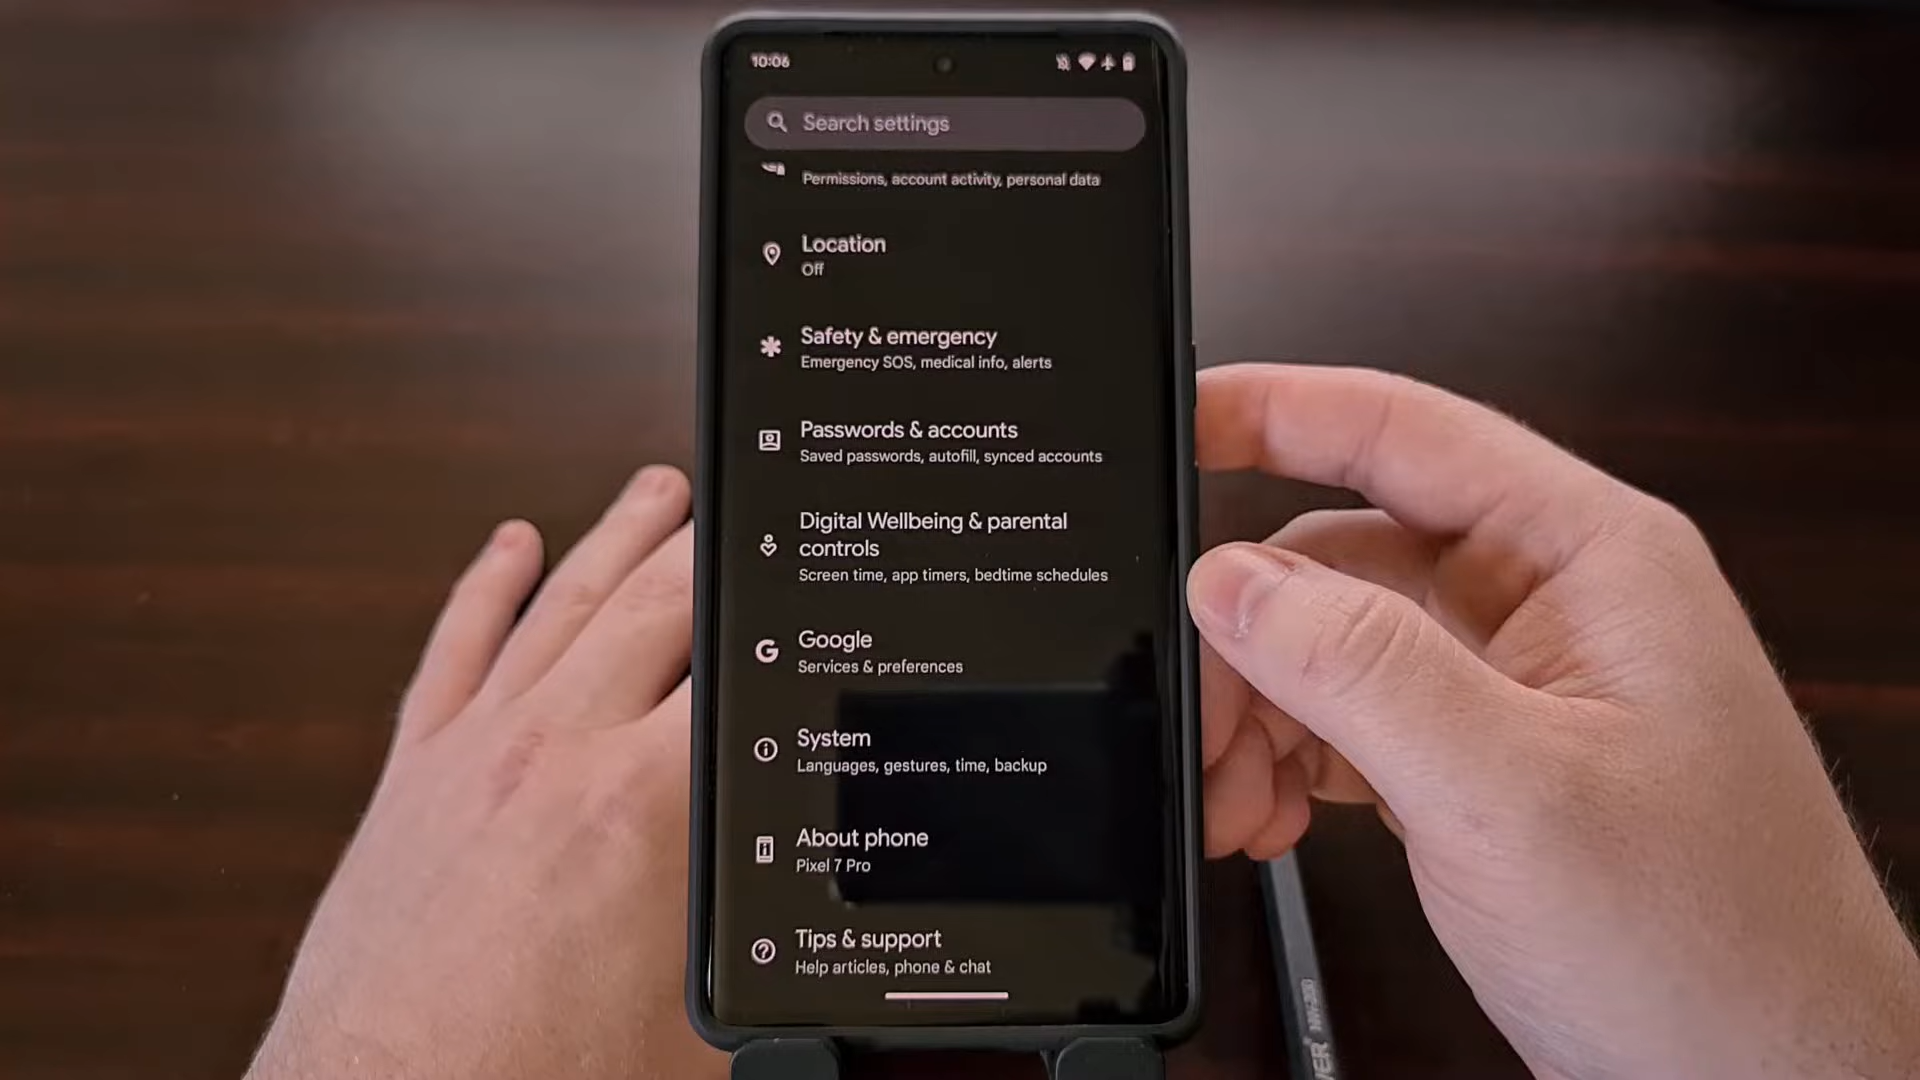 10:06
Search settings
Permissions, account activity, personal data
Location
Off
Safety & emergency
Emergency SOS, medical info, alerts
Passwords & accounts
Saved passwords, autofill, synced accounts
Digital Wellbeing & parental
controls
Screen time, app timers, bedtime schedules
Google
Services & preferences
System
Languages, gestures, time, backup
About phone
Pixel 7 Pro
Tips & support
Help articles, phone & chat